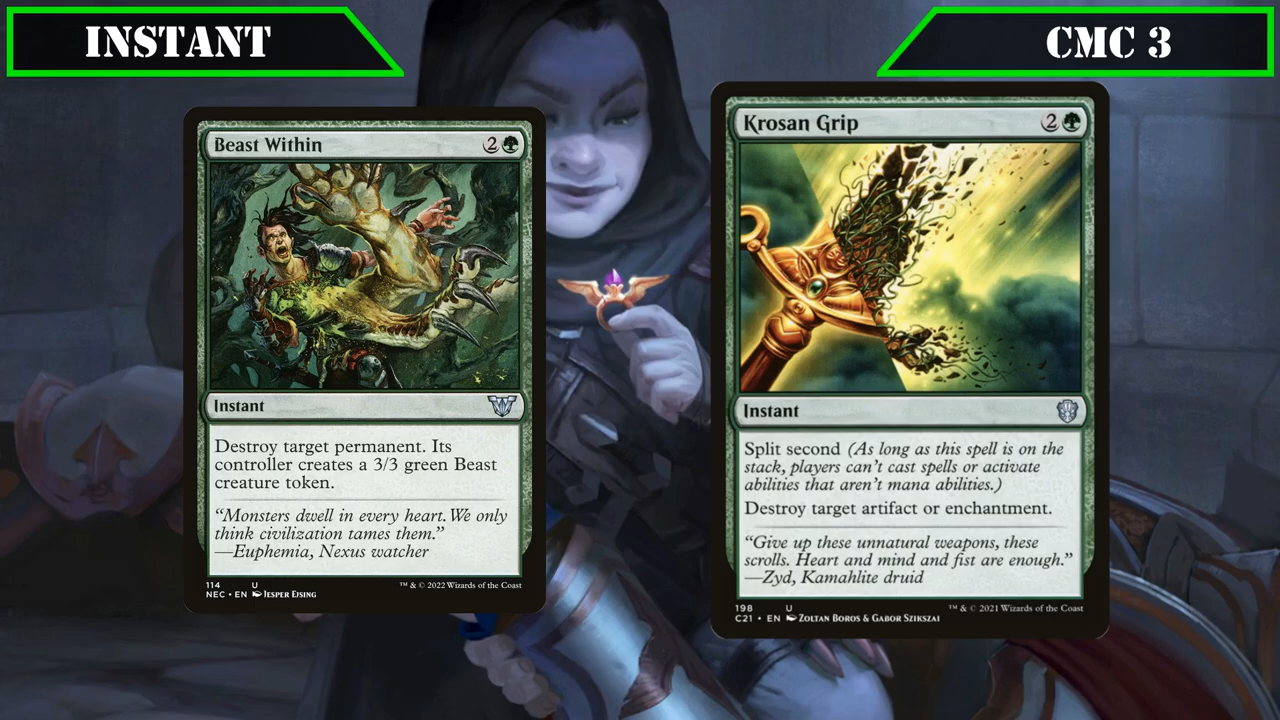 INSTANT
CMC 3
Beast Within
2
Instant
Destroy target permanent. Its
controller creates a 3/3 green Beast
creature token.
“Monsters dwell in every heart. We only
think civilization tames them.”
—Euphemia, Nexus watcher
114 U
NEC • EN Jesper Ejsing
™ & © 2022 Wizards of the Coast
Krosan Grip
2
Instant
Split second (As long as this spell is on the
stack, players can’t cast spells or activate
abilities that aren’t mana abilities.)
Destroy target artifact or enchantment.
“Give up these unnatural weapons, these
scrolls. Heart and mind and fist are enough.”
—Zyd, Kamahlite druid
198 U
C21 • EN Zoltan Boros & Gabor Szikszai
™ & © 2021 Wizards of the Coast